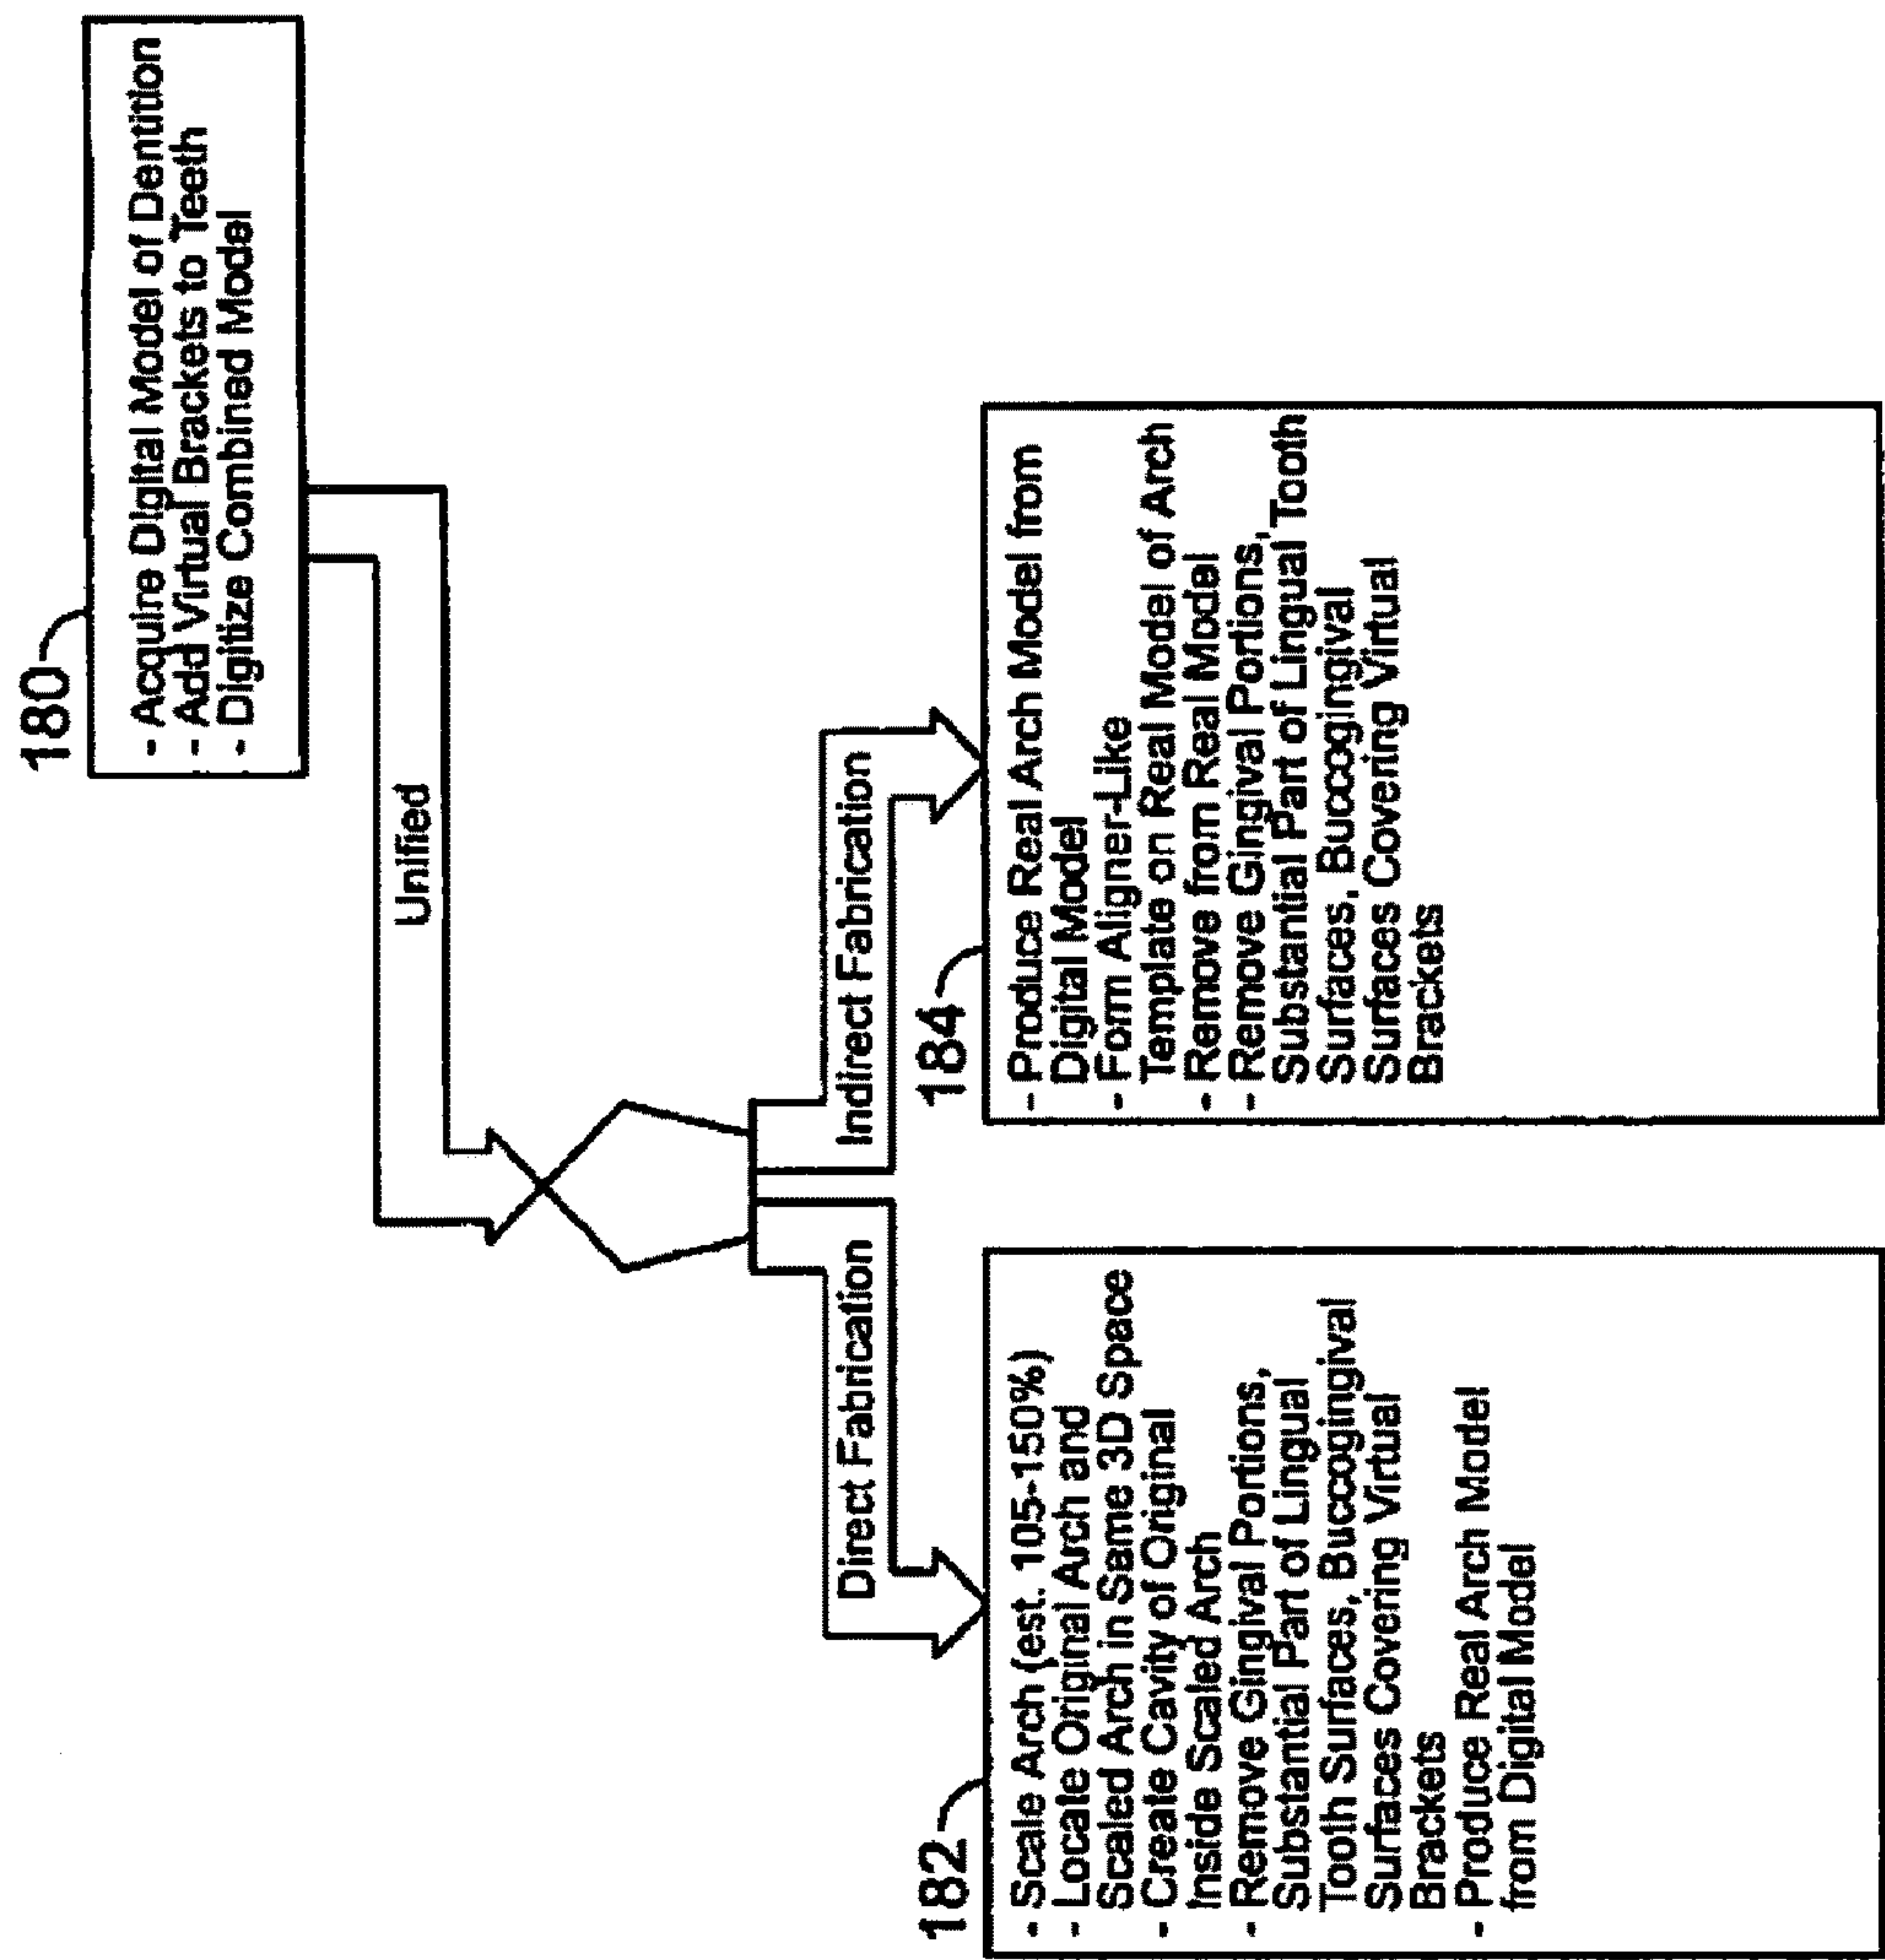 180
- Acquire Digital Model of Dentition
- Add Virtual Brackets to Teeth
- Digitize Combined Model
Unified
Direct Fabrication
Indirect Fabrication
182
- Scale Arch (est. 105-150%)
- Locate Original Arch and
Scaled Arch in Same 3D Space
- Create Cavity of Original
Inside Scaled Arch
- Remove Gingival Portions,
Substantial Part of Lingual
Tooth Surfaces, Buccogingival
Surfaces Covering Virtual
Brackets
- Produce Real Arch Model
from Digital Model
184
- Produce Real Arch Model from
Digital Model
- Form Aligner-Like
Template on Real Model of Arch
- Remove from Real Model
- Remove Gingival Portions,
Substantial Part of Lingual Tooth
Surfaces, Buccogingival
Surfaces Covering Virtual
Brackets